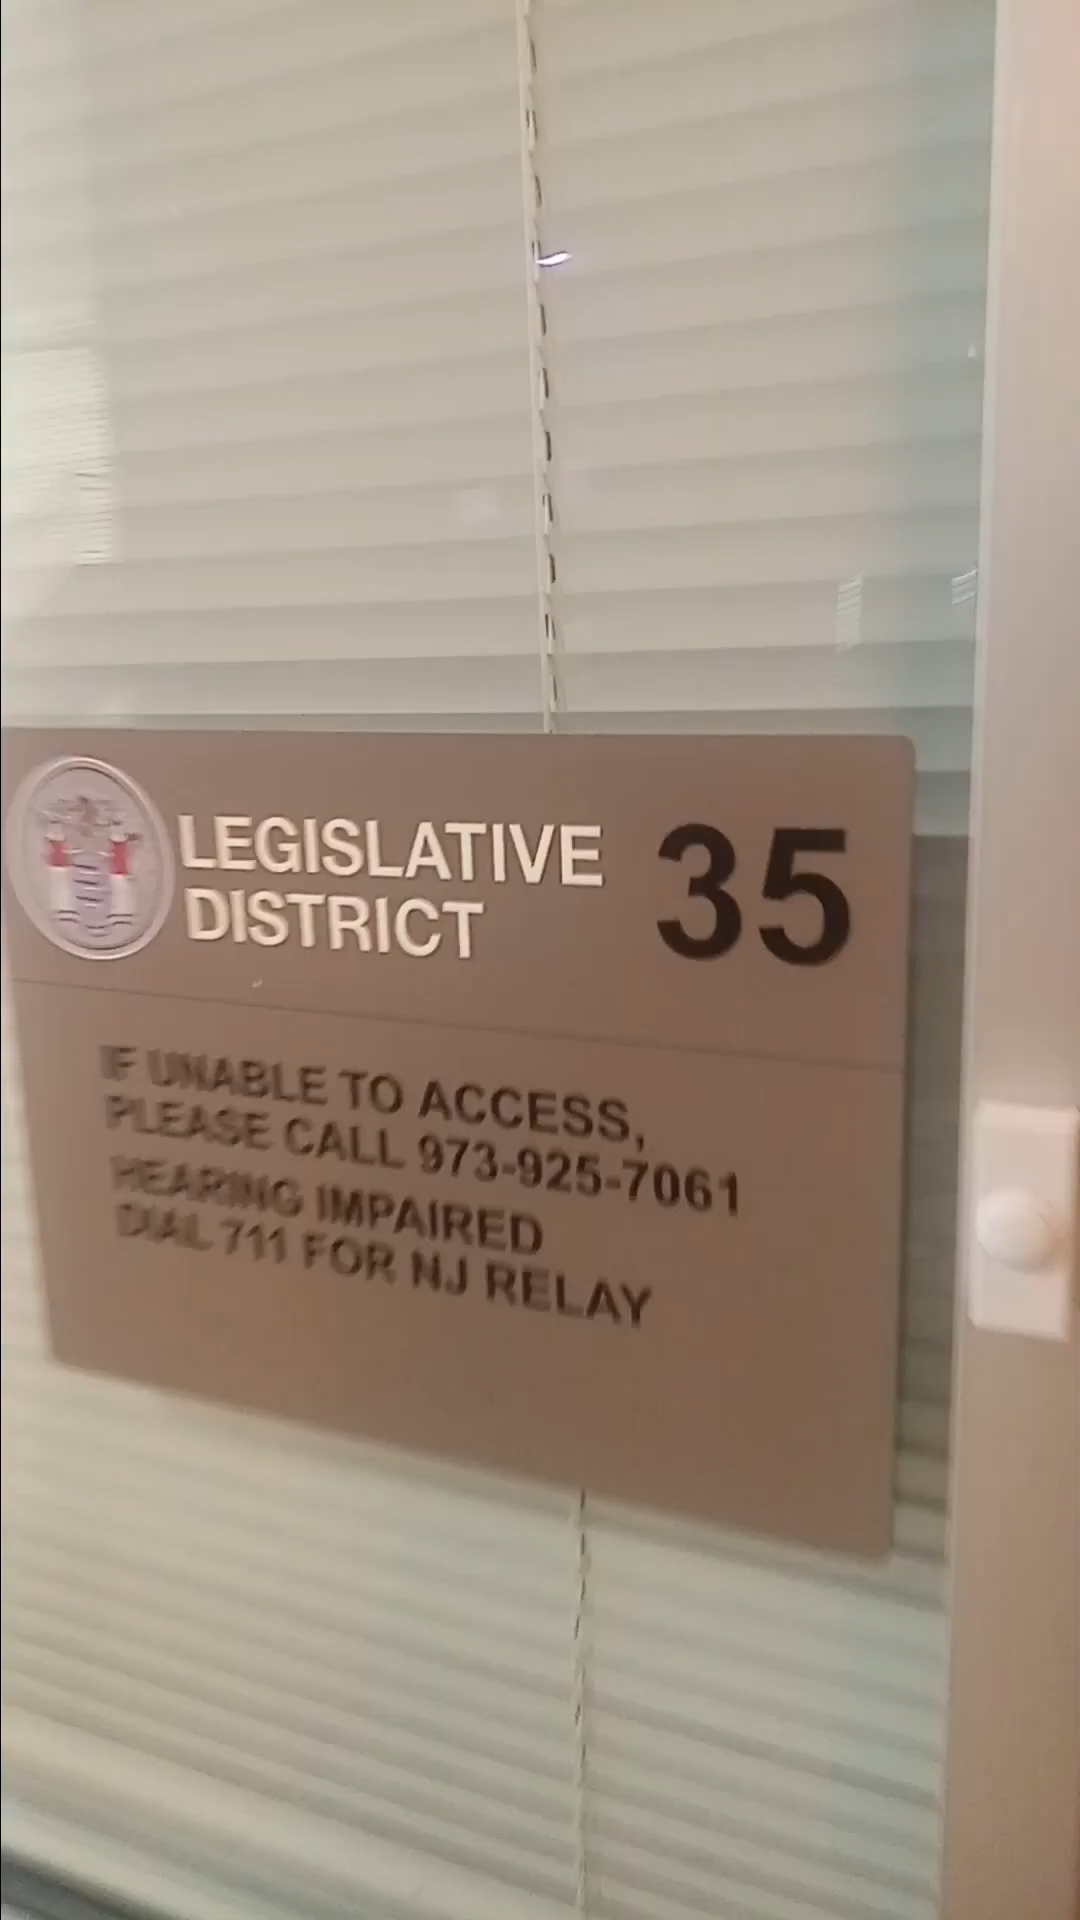 LEGISLATIVE
DISTRICT
35
IF UNABLE TO ACCESS,
PLEASE CALL 973-925-7061
HEARING IMPAIRED
DIAL 711 FOR NJ RELAY